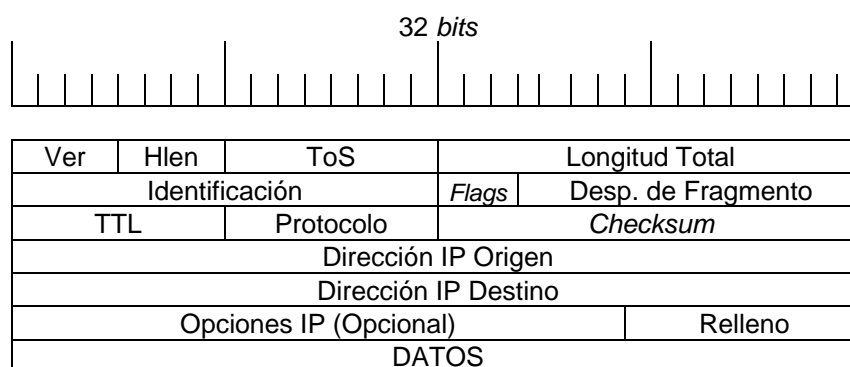 32 bits
Ver Hlen ToS Longitud Total
Identificación Flags Desp. de Fragmento
TTL Protocolo Checksum
Dirección IP Origen
Dirección IP Destino
Opciones IP (Opcional) Relleno
DATOS